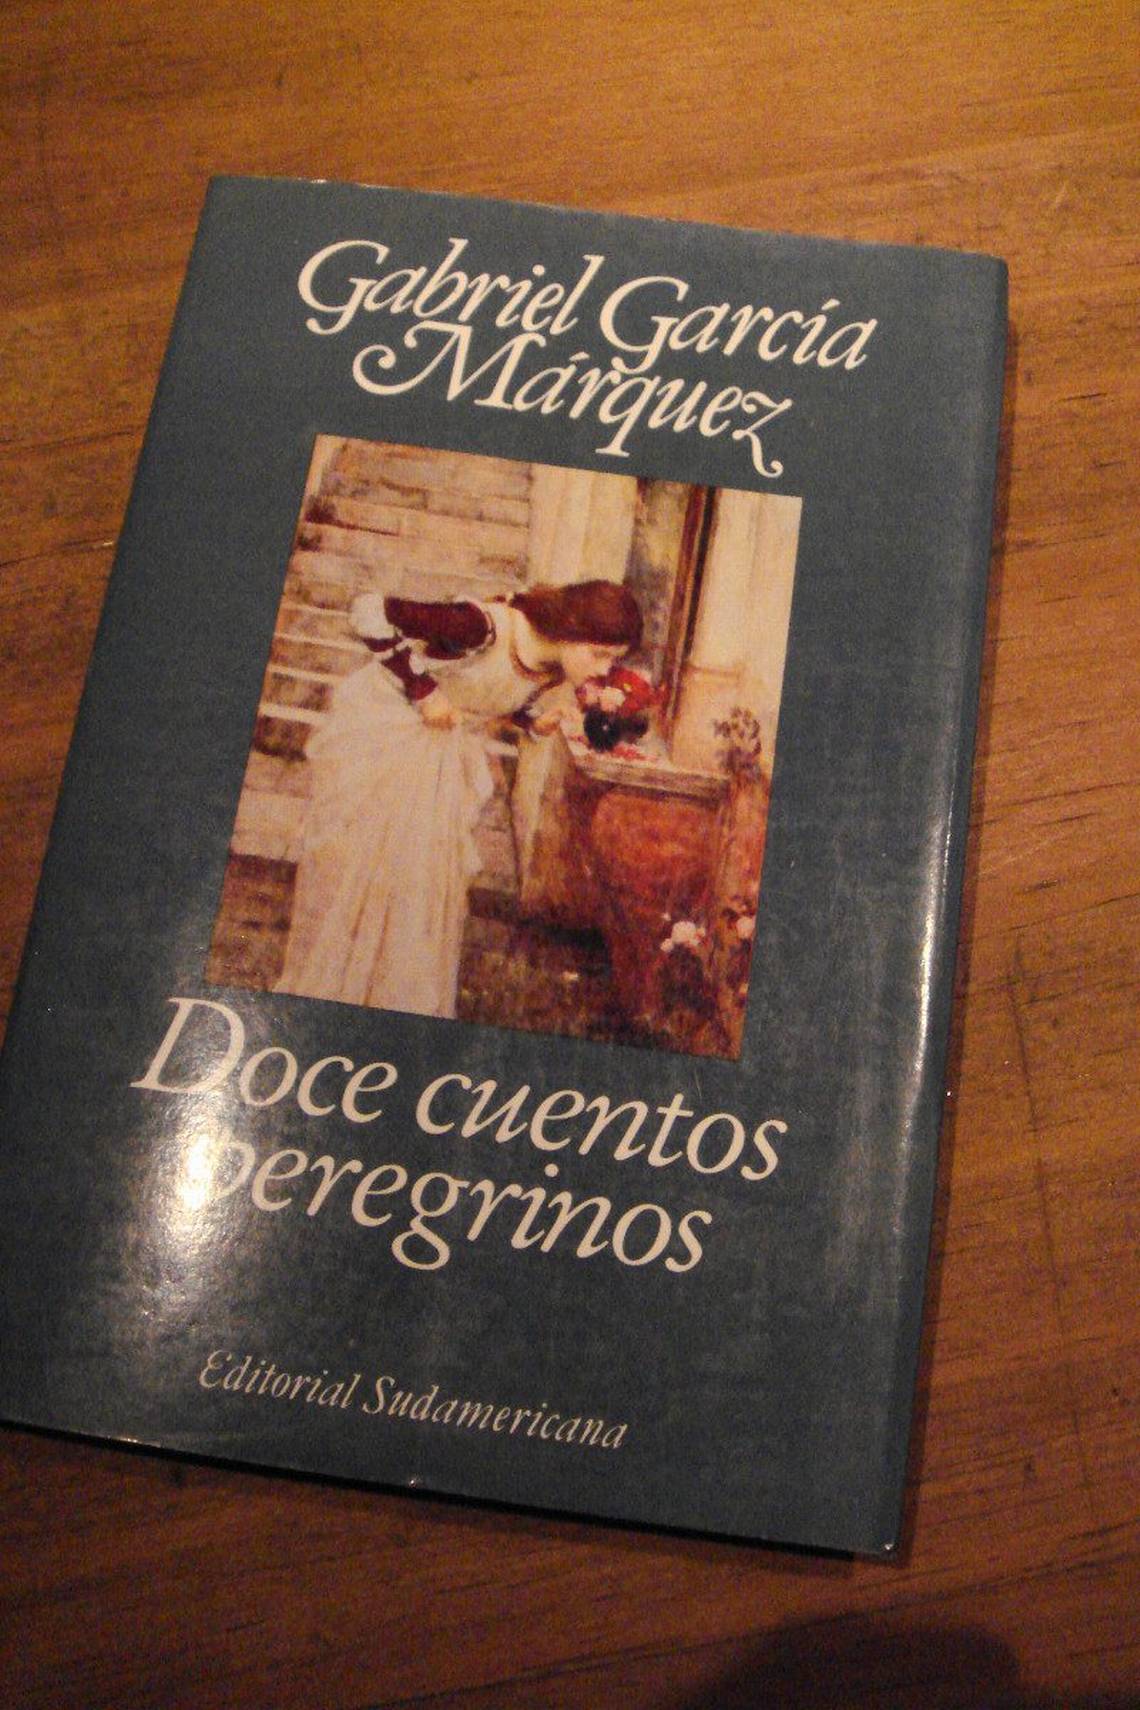 Gabriel García
Márquez
Doce cuentos
peregrinos
Editorial Sudamericana